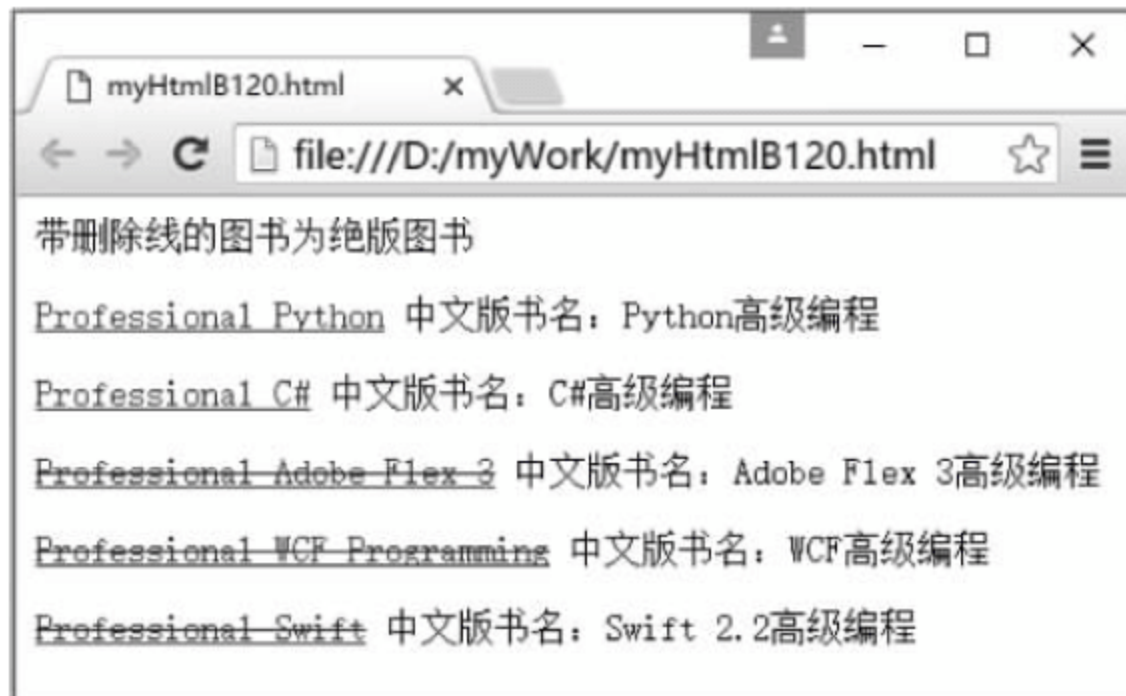 myHtmlB120.html
file:///D:/myWork/myHtmlB120.html
带删除线的图书为绝版图书
Professional Python 中文版书名：Python高级编程
Professional C# 中文版书名：C#高级编程
Professional Adobe Flex 3 中文版书名：Adobe Flex 3高级编程
Professional WCF Programming 中文版书名：WCF高级编程
Professional Swift 中文版书名：Swift 2.2高级编程